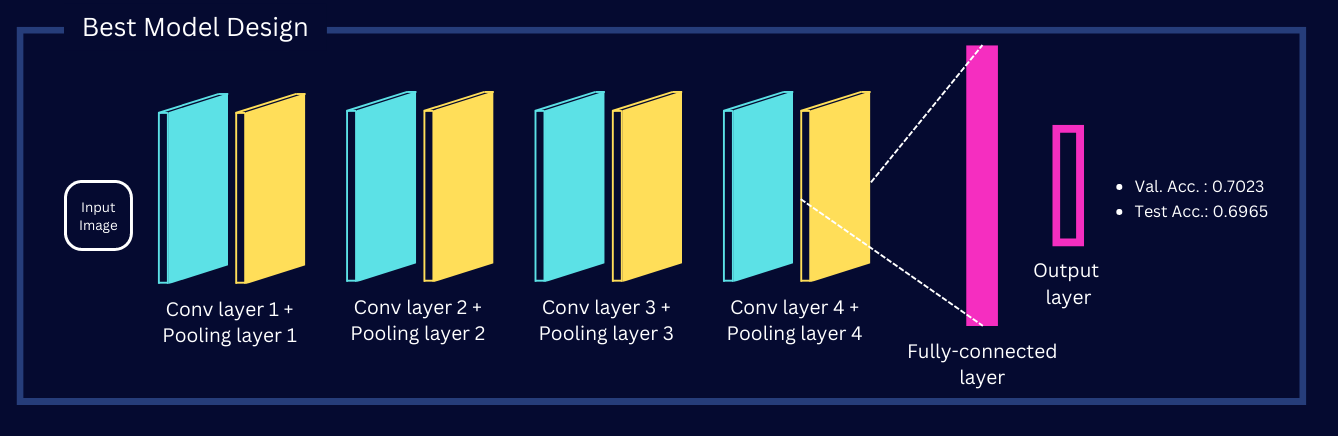 Best Model Design
Input
Image
Conv layer 1 +
Pooling layer 1
Conv layer 2 +
Pooling layer 2
Conv layer 3 +
Pooling layer 3
Conv layer 4 +
Pooling layer 4
Fully-connected
layer
Output
layer
• Val. Acc. : 0.7023
• Test Acc.: 0.6965